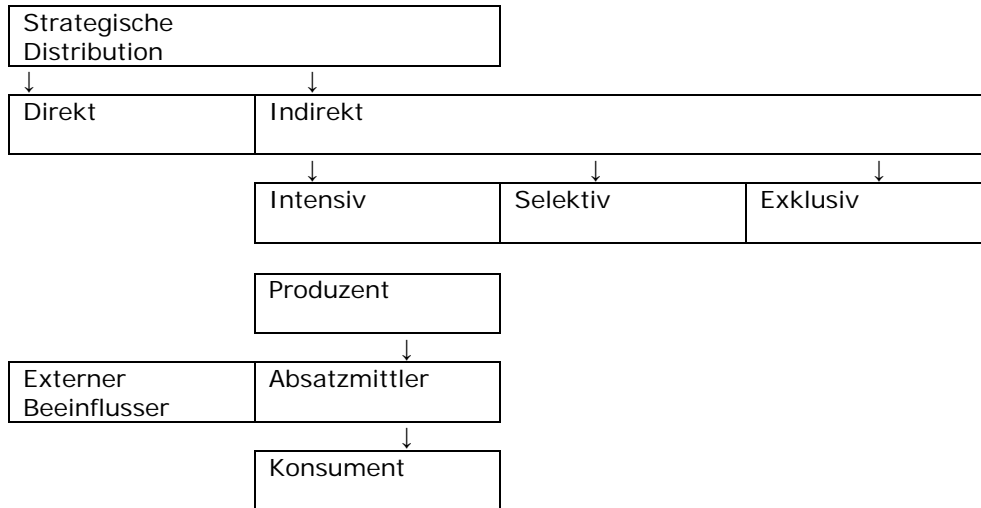 Strategische
Distribution
↓ ↓
Direkt Indirekt
↓ ↓ ↓
Intensiv Selektiv Exklusiv
Produzent
↓
Externer Absatzmittler
Beeinflusser
↓
Konsument